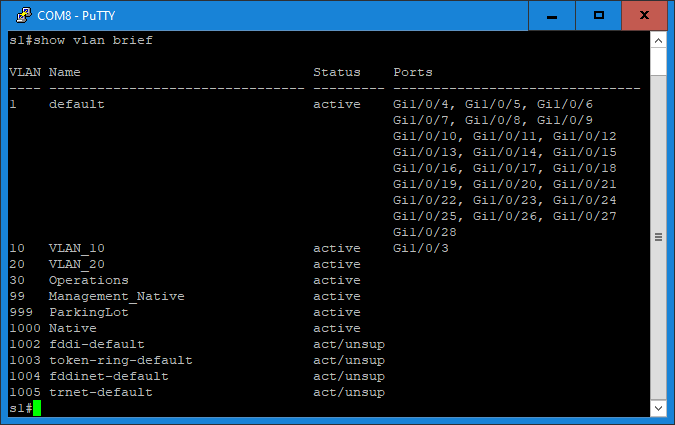 COM8 - PuTTY
s1#show vlan brief
VLAN Name                             Status    Ports
---- -------------------------------- --------- -------------------------------
1    default                          active    Gi1/0/4, Gi1/0/5, Gi1/0/6
                                                Gi1/0/7, Gi1/0/8, Gi1/0/9
                                                Gi1/0/10, Gi1/0/11, Gi1/0/12
                                                Gi1/0/13, Gi1/0/14, Gi1/0/15
                                                Gi1/0/16, Gi1/0/17, Gi1/0/18
                                                Gi1/0/19, Gi1/0/20, Gi1/0/21
                                                Gi1/0/22, Gi1/0/23, Gi1/0/24
                                                Gi1/0/25, Gi1/0/26, Gi1/0/27
                                                Gi1/0/28
10   VLAN_10                          active    Gi1/0/3
20   VLAN_20                          active
30   Operations                       active
99   Management_Native                active
999  ParkingLot                       active
1000 Native                           active
1002 fddi-default                     act/unsup
1003 token-ring-default               act/unsup
1004 fddinet-default                  act/unsup
1005 trnet-default                    act/unsup
s1#